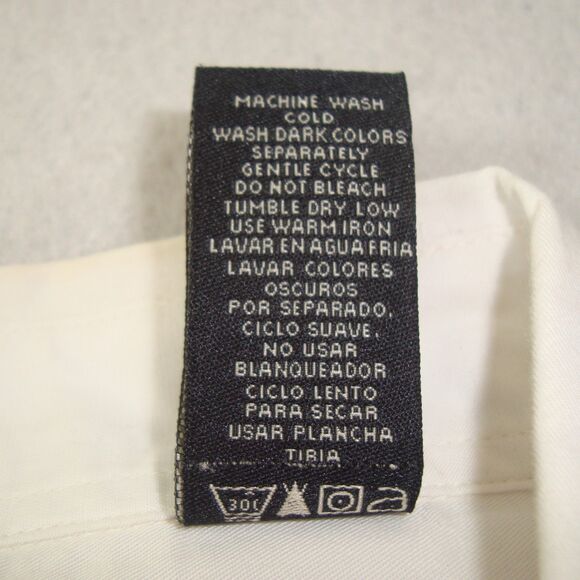 MACHINE WASH
COLD
WASH DARK COLORS
SEPARATELY
GENTLE CYCLE
DO NOT BLEACH
TUMBLE DRY LOW
USE WARM IRON
LAVAR EN AGUA FRIA
LAVAR COLORES
OSCUROS
POR SEPARADO.
CICLO SUAVE.
NO USAR
BLANQUEADOR
CICLO LENTO
PARA SECAR
USAR PLANCHA
TIBIA